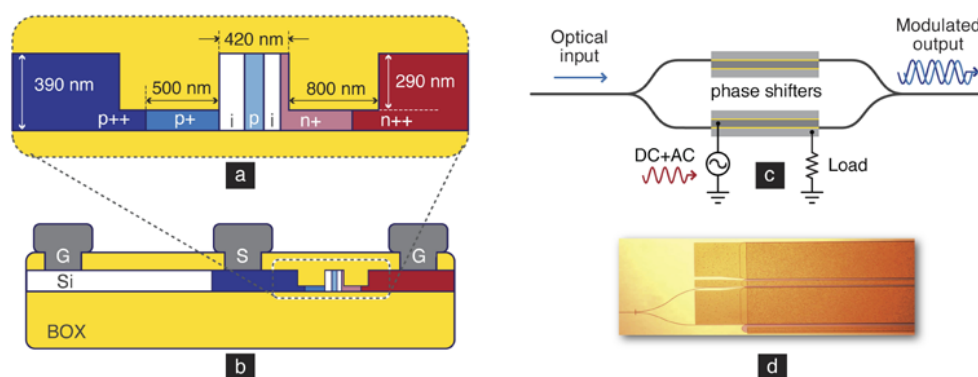 420 nm
390 nm
500 nm
800 nm
290 nm
p++
p+
i
p
i
n+
n++
a
G
S
G
Si
BOX
b
Optical
input
Modulated
output
phase shifters
DC+AC
Load
c
d